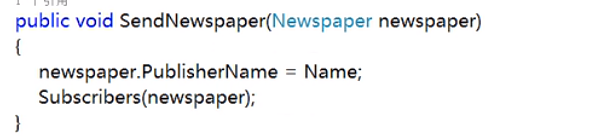 public void SendNewspaper(Newspaper newspaper)
{
newspaper.PublisherName = Name;
Subscribers(newspaper);
}